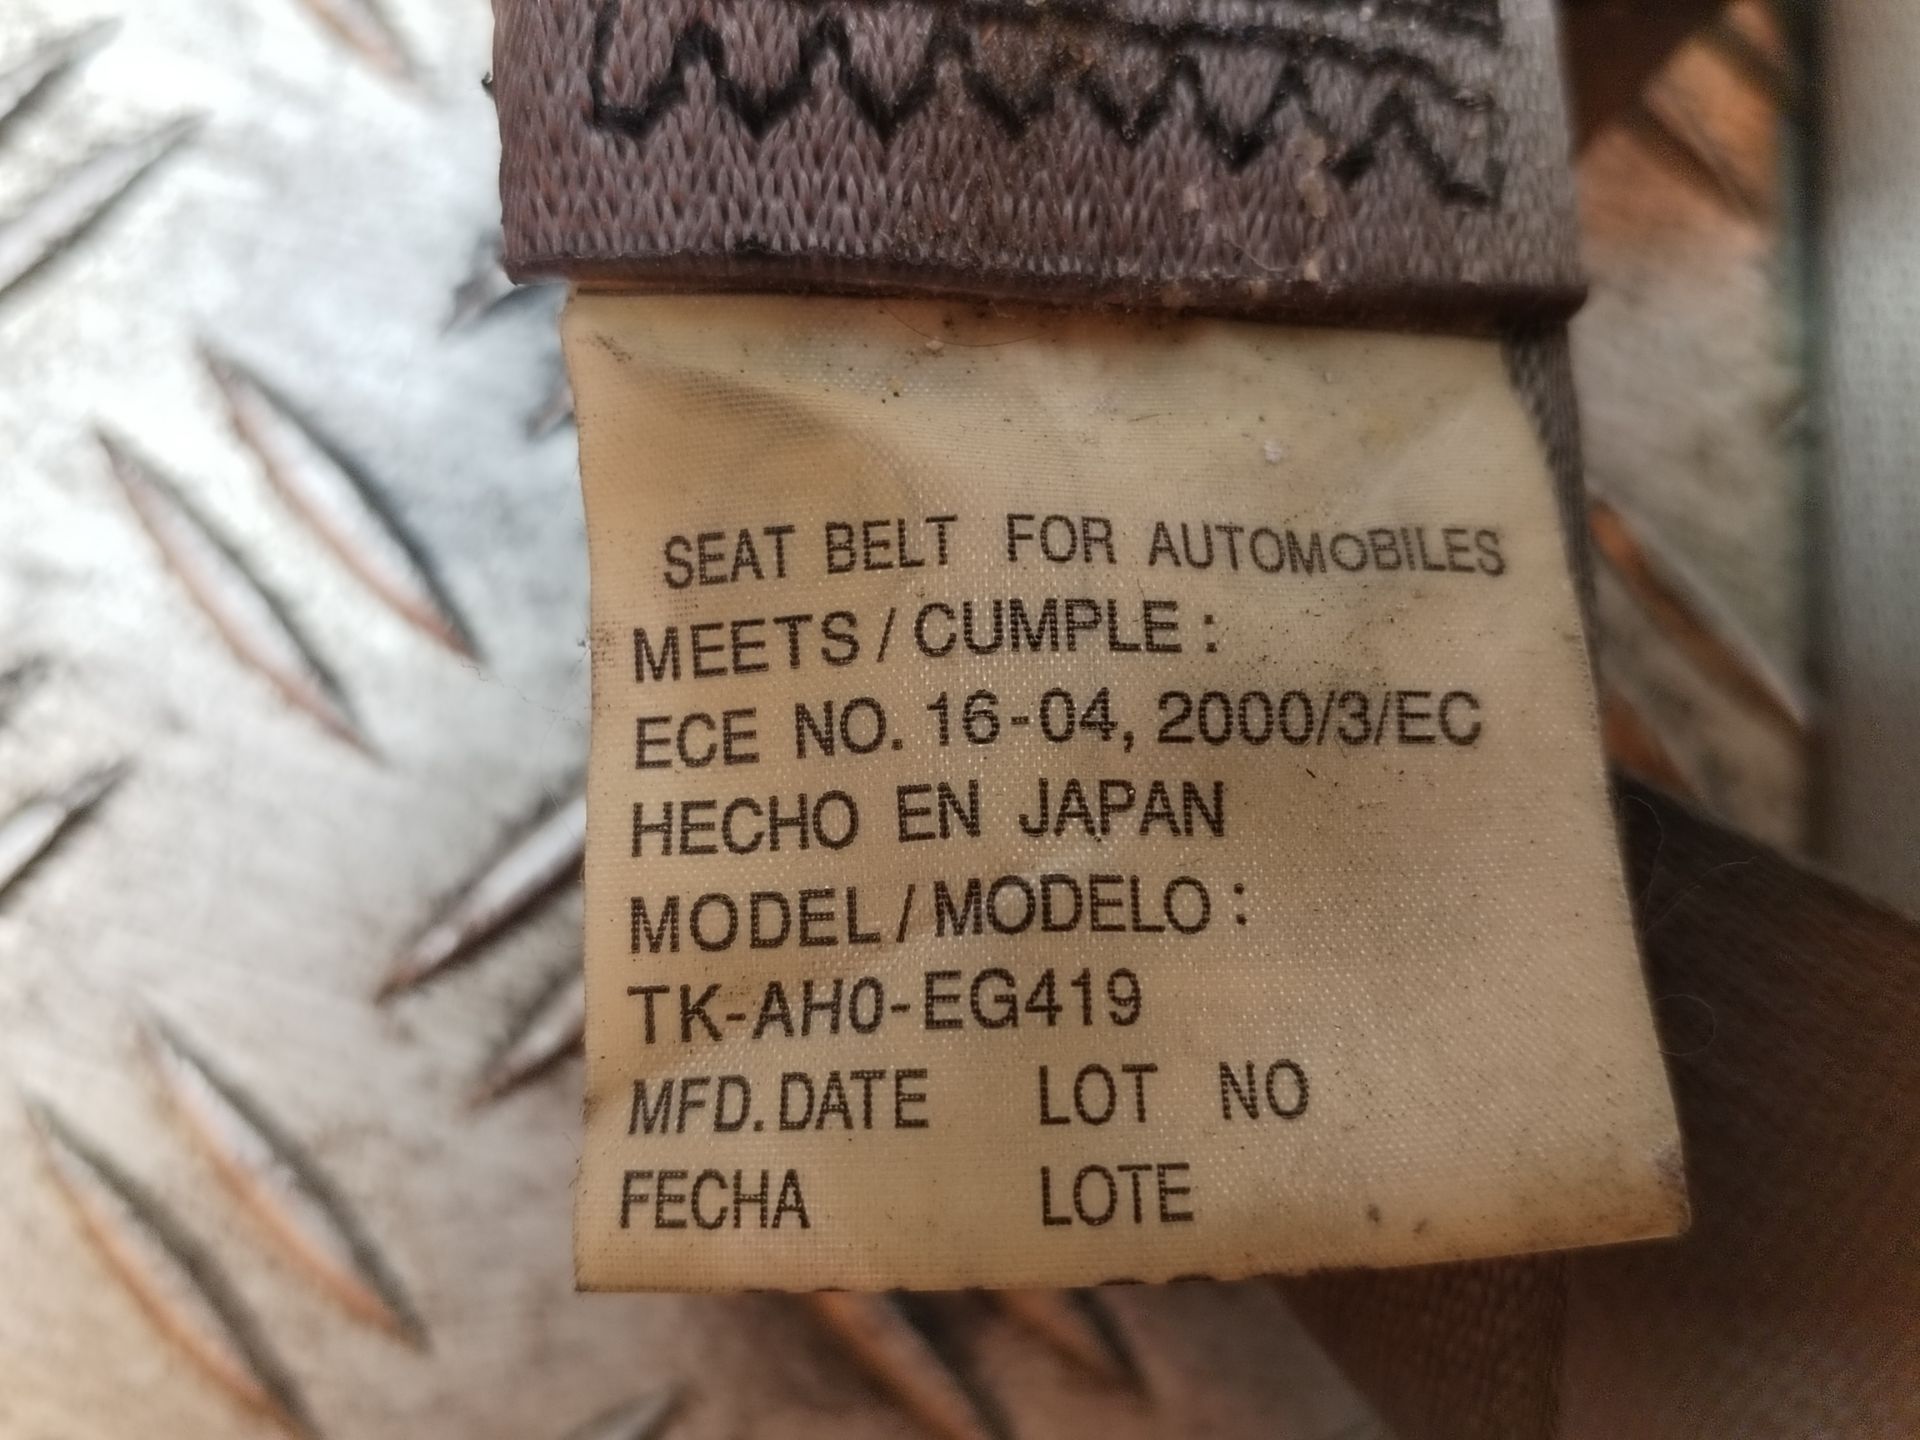 SEAT BELT FOR AUTOMOBILES
MEETS / CUMPLE :
ECE NO. 16-04, 2000/3/EC
HECHO EN JAPAN
MODEL / MODELO :
TK-AH0-EG419
MFD. DATE LOT NO
FECHA LOTE